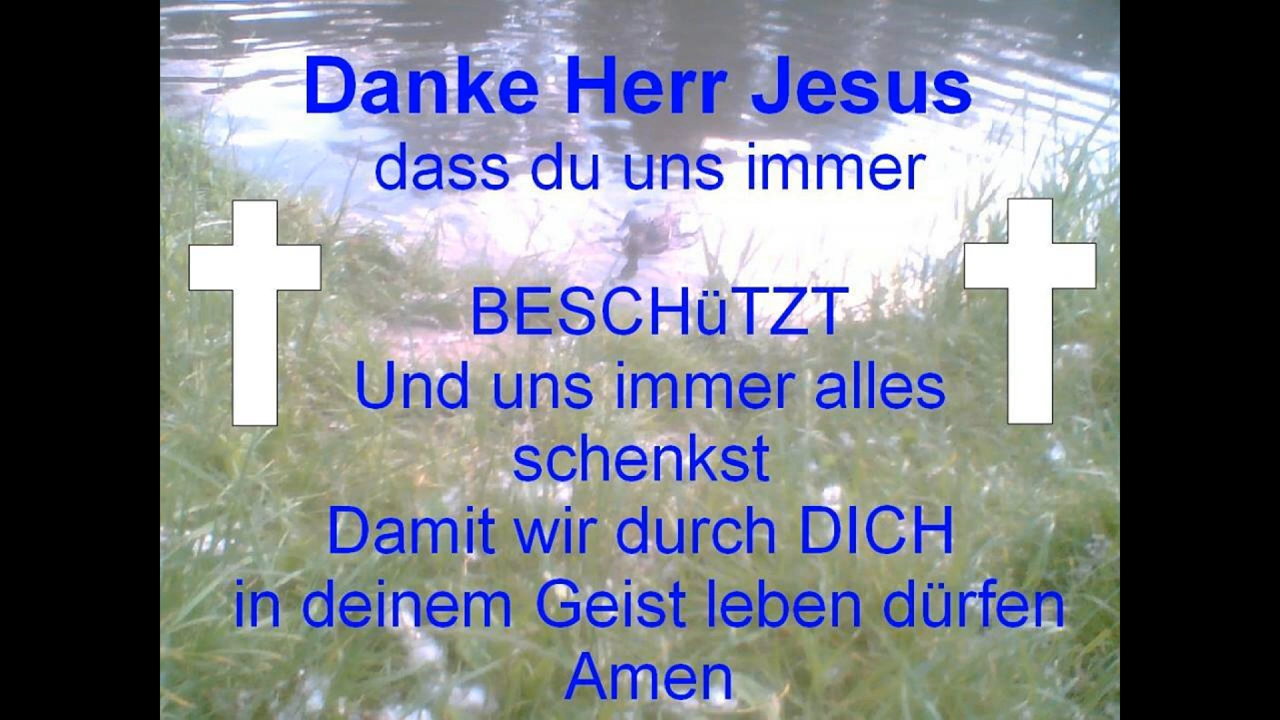 Danke Herr Jesus
dass du uns immer
BESCHüTZT
Und uns immer alles
schenkst
Damit wir durch DICH
in deinem Geist leben dürfen
Amen